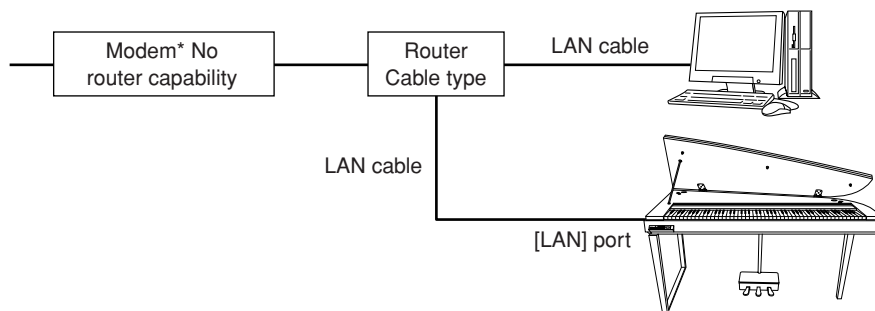 Modem* No
router capability
Router
Cable type
LAN cable
LAN cable
[LAN] port